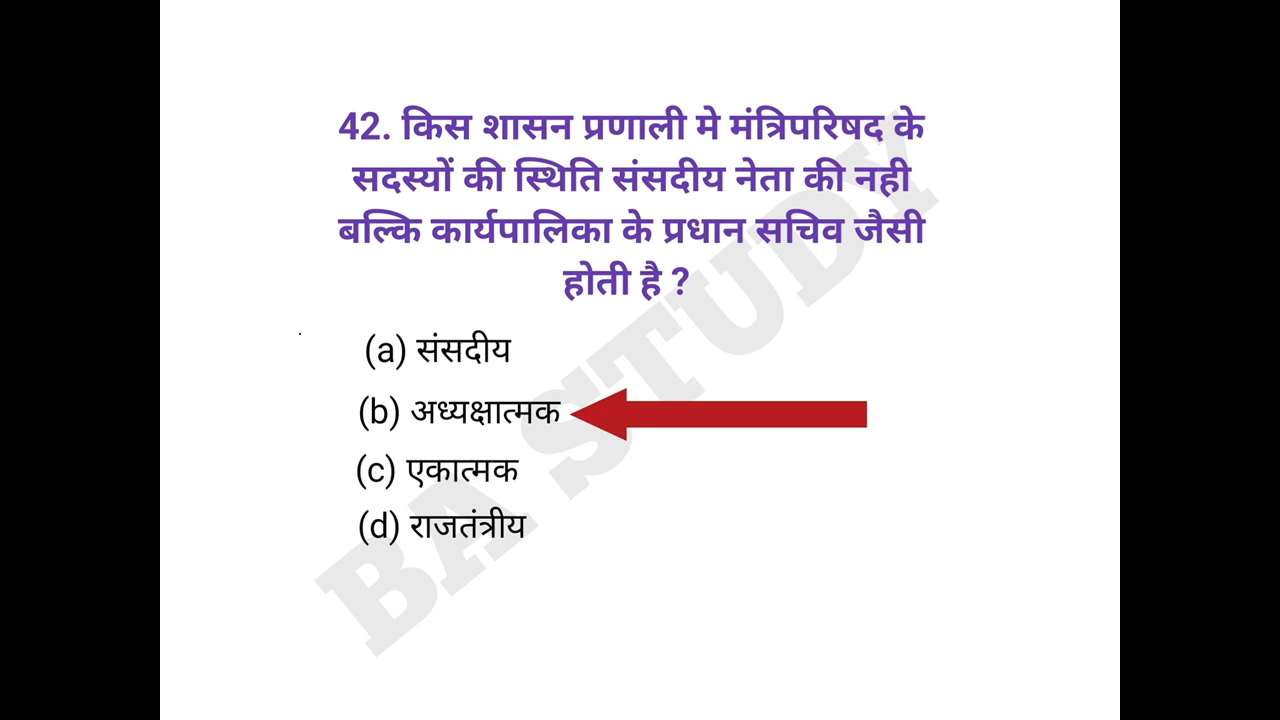 42. किस शासन प्रणाली मे मंत्रिपरिषद के
सदस्यों की स्थिति संसदीय नेता की नही
बल्कि कार्यपालिका के प्रधान सचिव जैसी
होती है ?
(a) संसदीय
(b) अध्यक्षात्मक
(c) एकात्मक
(d) राजतंत्रीय
BA STUDY